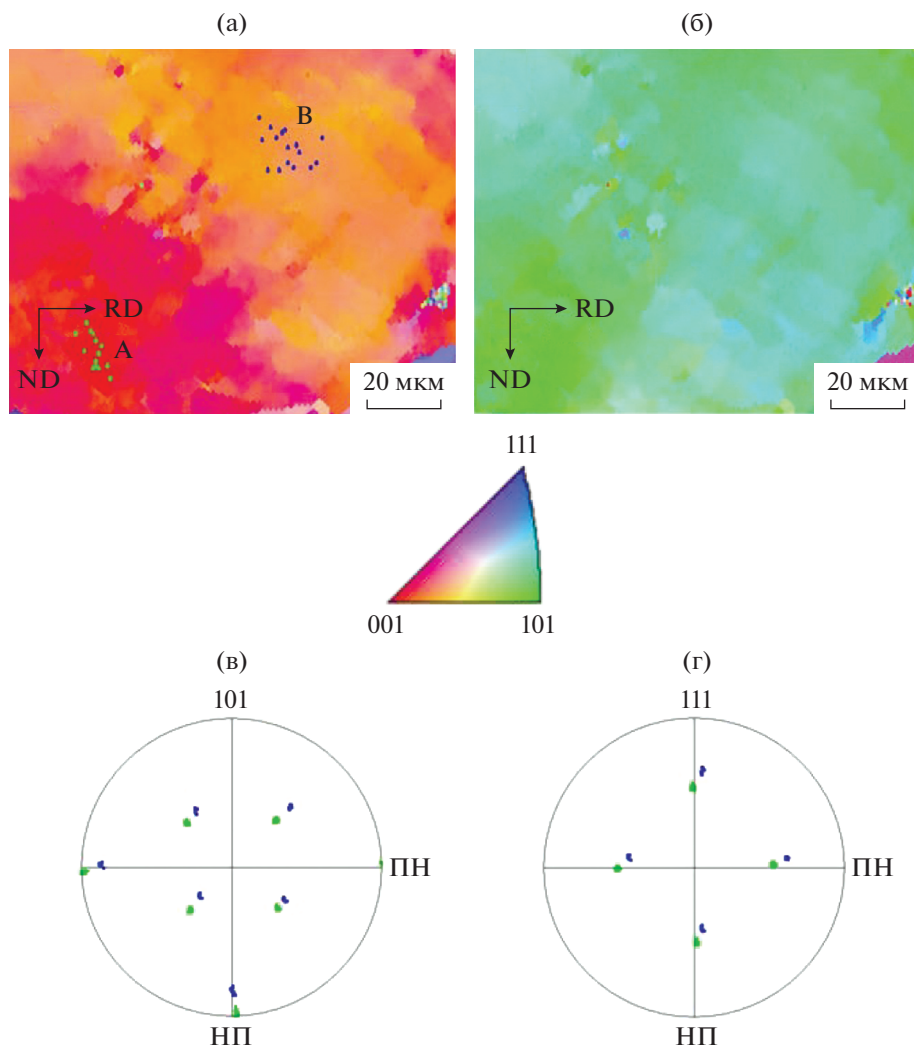 (а)
(б)
B
RD
A
ND
20 мкм
RD
ND
20 мкм
111
001
101
(в)
(г)
101
111
ПН
ПН
НП
НП